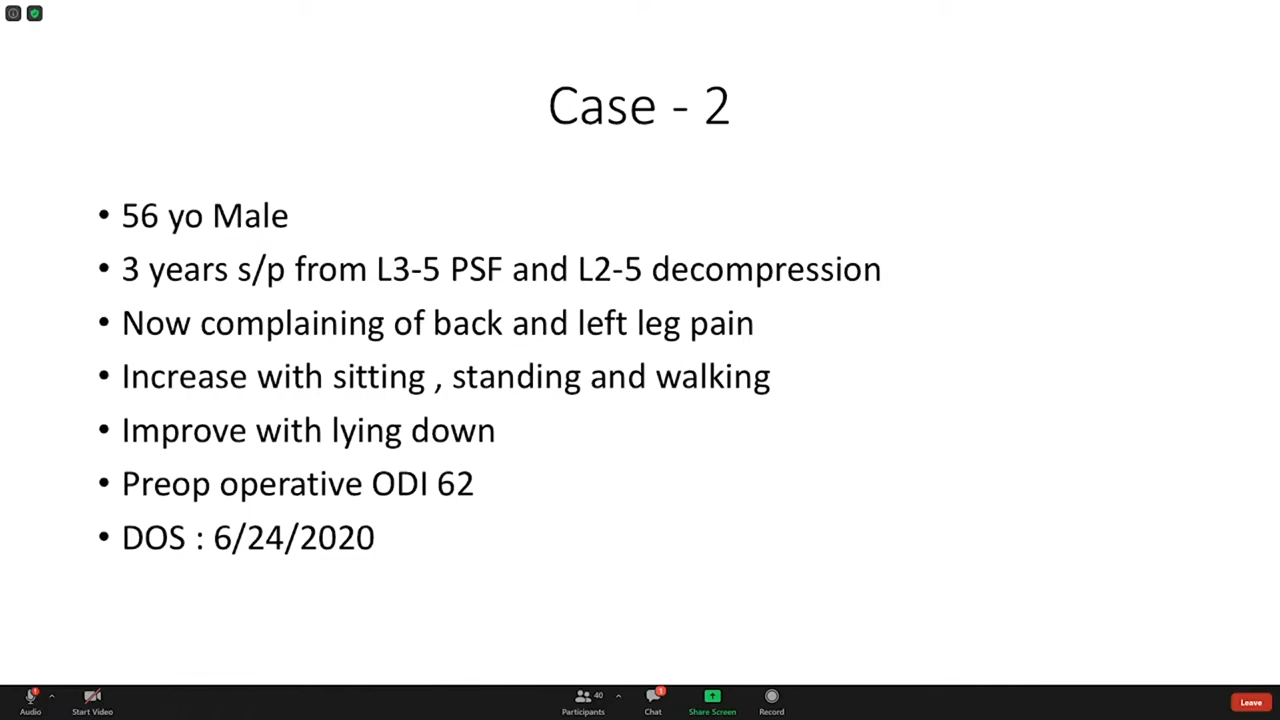 Case - 2
• 56 yo Male
• 3 years s/p from L3-5 PSF and L2-5 decompression
• Now complaining of back and left leg pain
• Increase with sitting , standing and walking
• Improve with lying down
• Preop operative ODI 62
• DOS : 6/24/2020
Audio Start Video Participants 40 Chat 1 Share Screen Record Leave